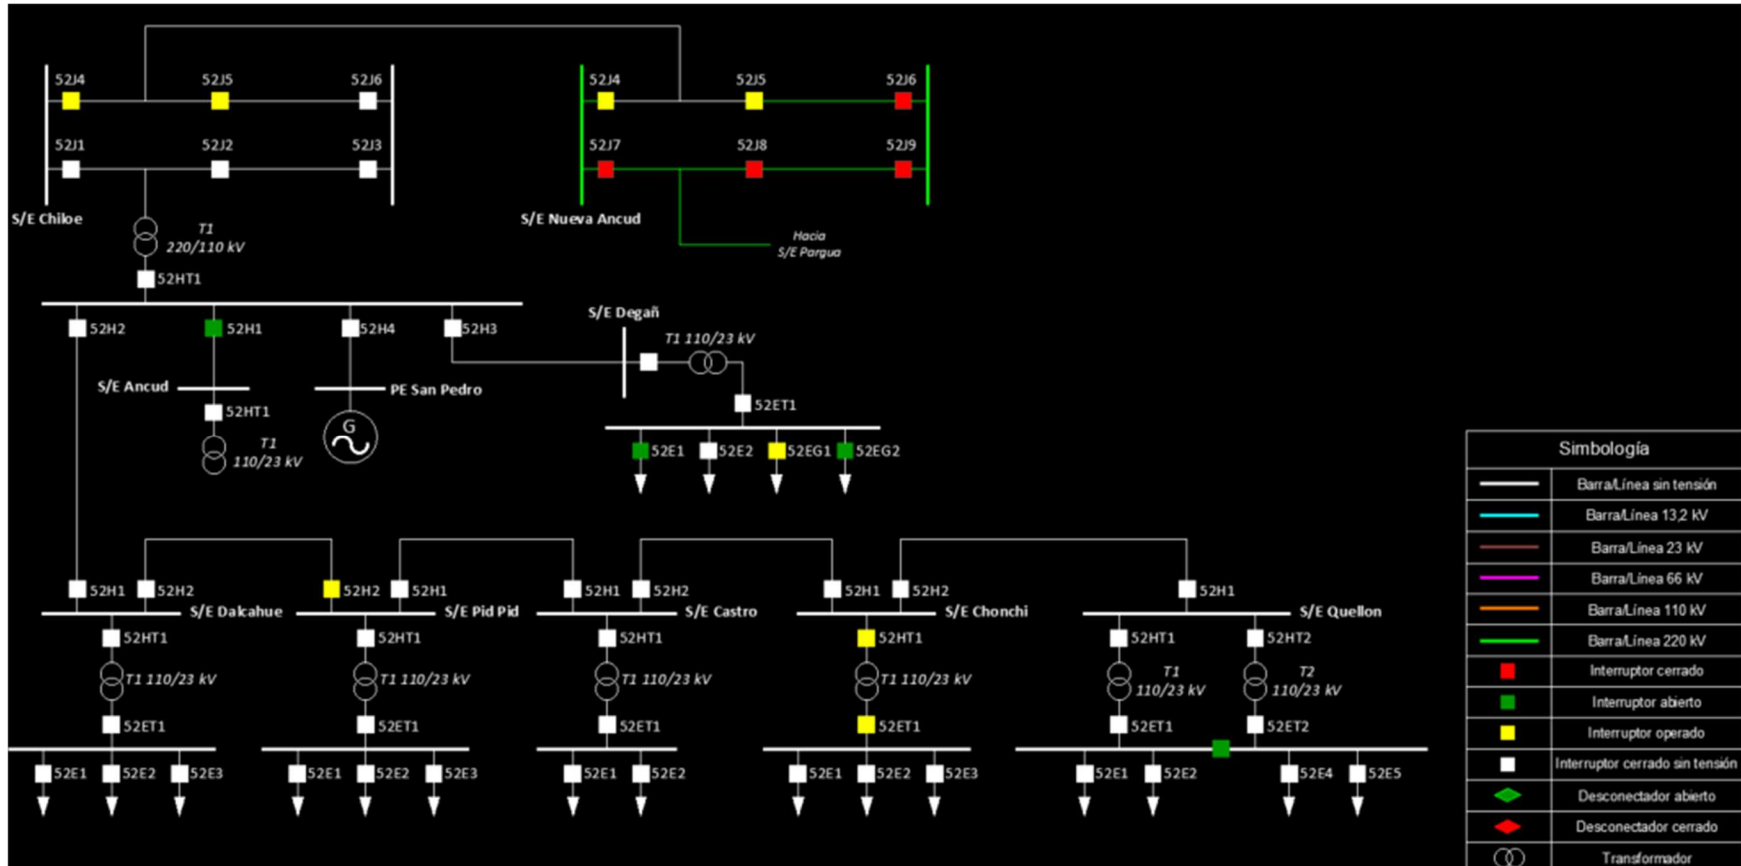 52J4 52J5 52J6
52J4 52J5 52J6
52J1 52J2 52J3
52J7 52J8 52J9
S/E Chiloe
S/E Nueva Ancud
T1
220/110 kV
Hacia
S/E Pargua
52HT1
52H2 52H1 52H4 52H3
S/E Degañ
T1 110/23 kV
S/E Ancud
PE San Pedro
52HT1
52ET1
G
T1
110/23 kV
52E1 52E2 52EG1 52EG2
52H1 52H2 52H2 52H1 52H1 52H2 52H1 52H2 52H1
S/E Dalcahue S/E Pid Pid S/E Castro S/E Chonchi S/E Quellon
52HT1 52HT1 52HT1 52HT1 52HT1 52HT2
T1 110/23 kV T1 110/23 kV T1 110/23 kV T1 110/23 kV
T1
110/23 kV
T2
110/23 kV
52ET1 52ET1 52ET1 52ET1 52ET1 52ET2
52E1 52E2 52E3 52E1 52E2 52E3 52E1 52E2 52E1 52E2 52E3 52E1 52E2 52E4 52E5
Simbología
Barra/Línea sin tensión
Barra/Línea 13,2 kV
Barra/Línea 23 kV
Barra/Línea 66 kV
Barra/Línea 110 kV
Barra/Línea 220 kV
Interruptor cerrado
Interruptor abierto
Interruptor operado
Interruptor cerrado sin tensión
Desconectador abierto
Desconectador cerrado
Transformador